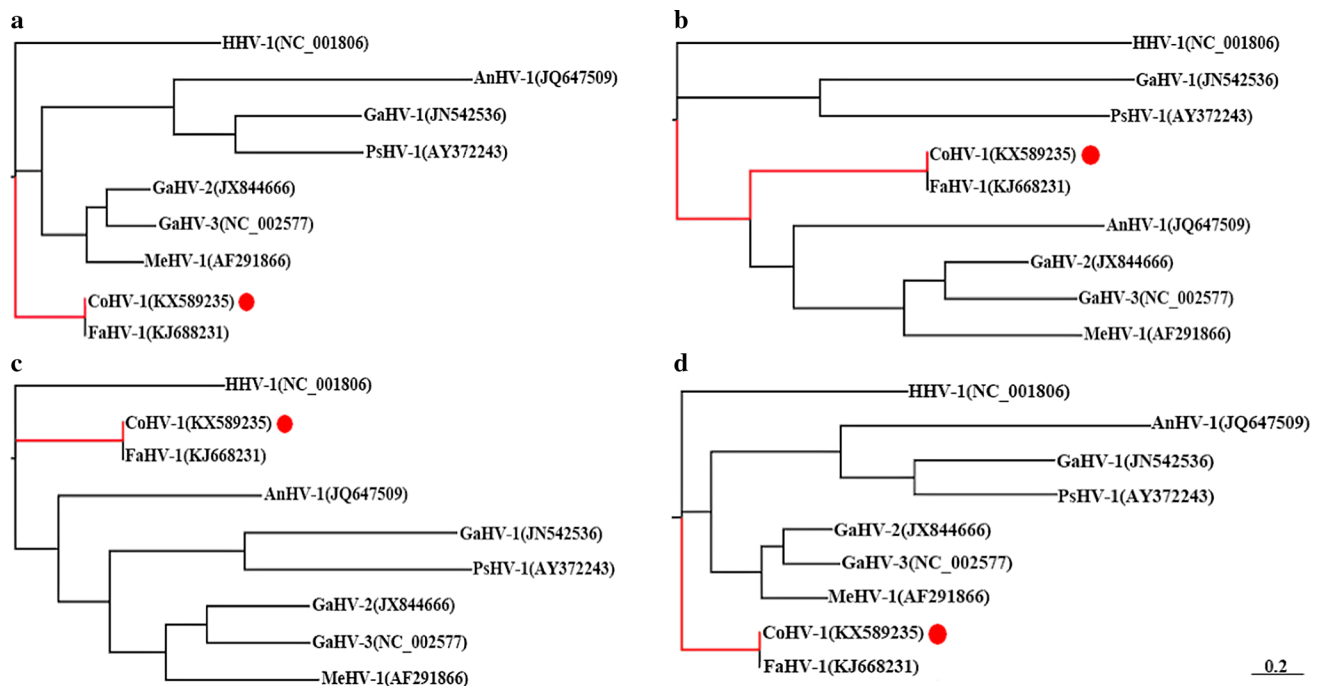 a
HHV-1(NC_001806)
AnHV-1(JQ647509)
GaHV-1(JN542536)
PsHV-1(AY372243)
GaHV-2(JX844666)
GaHV-3(NC_002577)
MeHV-1(AF291866)
CoHV-1(KX589235)
FaHV-1(KJ688231)
b
HHV-1(NC_001806)
GaHV-1(JN542536)
PsHV-1(AY372243)
CoHV-1(KX589235)
FaHV-1(KJ668231)
AnHV-1(JQ647509)
GaHV-2(JX844666)
GaHV-3(NC_002577)
MeHV-1(AF291866)
c
HHV-1(NC_001806)
CoHV-1(KX589235)
FaHV-1(KJ668231)
AnHV-1(JQ647509)
GaHV-1(JN542536)
PsHV-1(AY372243)
GaHV-2(JX844666)
GaHV-3(NC_002577)
MeHV-1(AF291866)
d
HHV-1(NC_001806)
AnHV-1(JQ647509)
GaHV-1(JN542536)
PsHV-1(AY372243)
GaHV-2(JX844666)
GaHV-3(NC_002577)
MeHV-1(AF291866)
CoHV-1(KX589235)
FaHV-1(KJ668231)
0.2